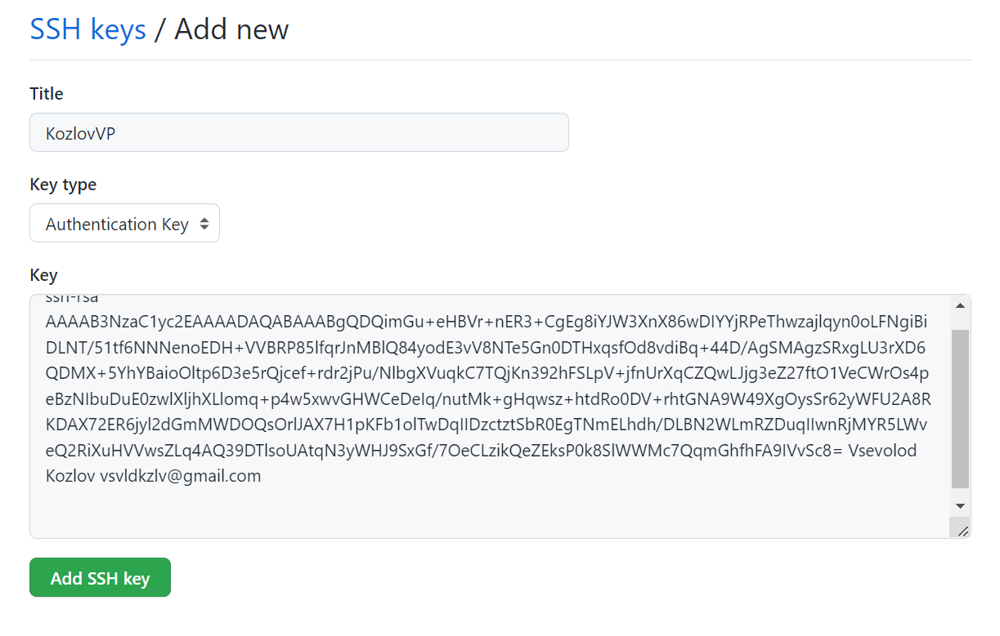 SSH keys / Add new
Title
KozlovVP
Key type
Authentication Key
Key
ssh-rsa
AAAAB3NzaC1yc2EAAAADAQABAAABgQDQimGu+eHBVr+nER3+CgEg8iYJW3XnX86wDIYYjRPeThwzajlqyn0oLFNgiBi
DLNT/51tf6NNNenoEDH+VVBRP85lfqrJnMBlQ84yodE3vV8NTe5Gn0DTHxqsfOd8vdiBq+44D/AgSMAgzSRxgLU3rXD6
QDMX+5YhYBaioOltp6D3e5rQjcef+rdr2jPu/NlbgXVuqkC7TQjKn392hFSLpV+jfnUrXqCZQwLJjg3eZ27ftO1VeCWrOs4p
eBzNIbuDuE0zwlXljhXLlomq+p4w5xwvGHWCeDeIq/nutMk+gHqwsz+htdRo0DV+rhtGNA9W49XgOysSr62yWFU2A8R
KDAX72ER6jyl2dGmMWDOQsOrlJAX7H1pKFb1olTwDqIIDzctztSbR0EgTNmELhdh/DLBN2WLmRZDuqIIwnRjMYR5LWv
eQ2RiXuHVVwsZLq4AQ39DTlsoUAtqN3yWHJ9SxGf/7OeCLzikQeZEksP0k8SlWWMc7QqmGhfhFA9IVvSc8= Vsevolod
Kozlov vsvldkzlv@gmail.com
Add SSH key